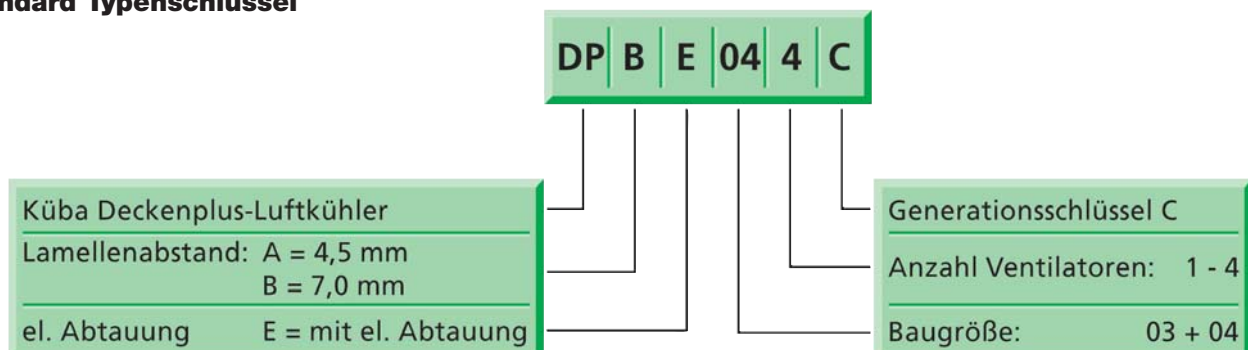 Typenschlüssel
DP B E 04 4 C
Küba Deckenplus-Luftkühler
Lamellenabstand: A = 4,5 mm
B = 7,0 mm
el. Abtauung E = mit el. Abtauung
Generationsschlüssel C
Anzahl Ventilatoren: 1 - 4
Baugröße: 03 + 04